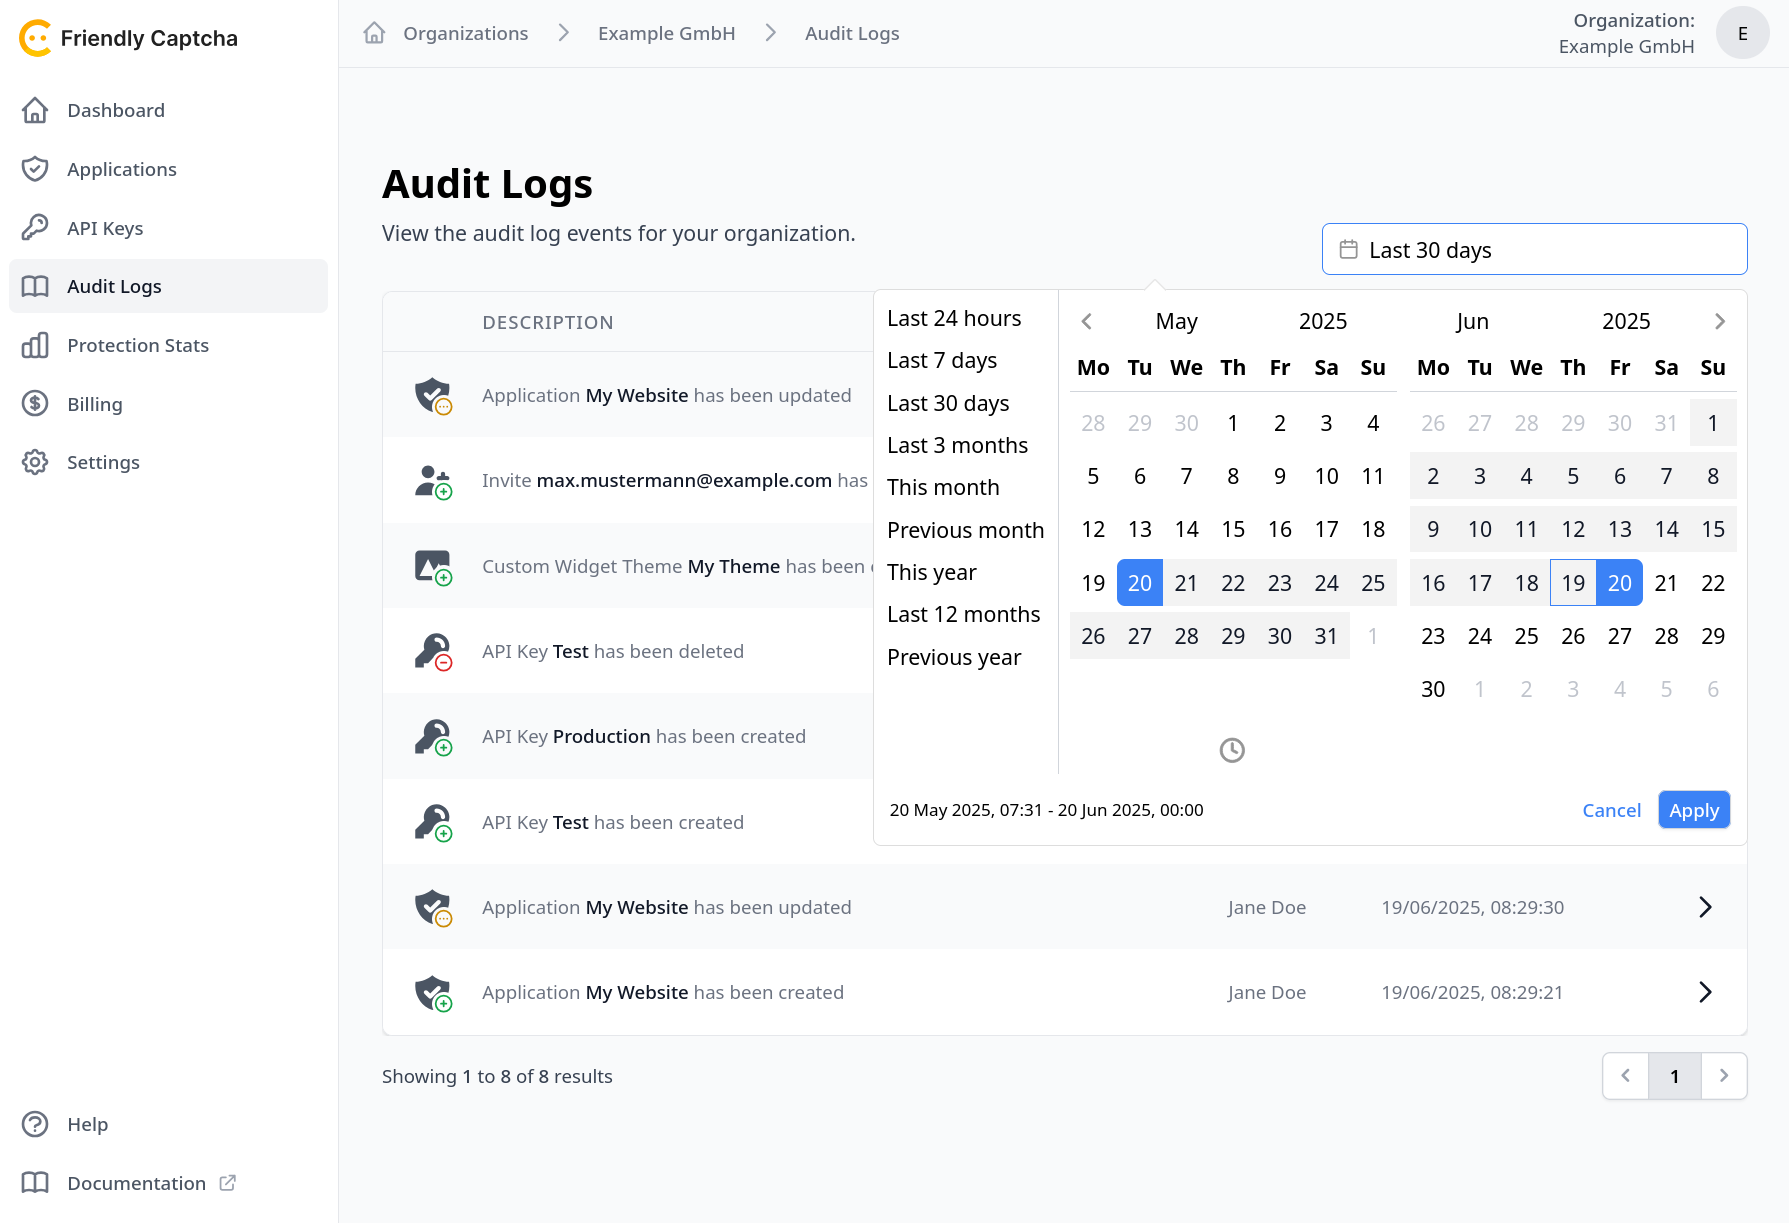 Friendly Captcha
Organizations
Example GmbH
Audit Logs
Organization:
Example GmbH
E
Dashboard
Applications
API Keys
Audit Logs
Protection Stats
Billing
Settings
Help
Documentation
Audit Logs
View the audit log events for your organization.
Last 30 days
DESCRIPTION
Application My Website has been updated
Invite max.mustermann@example.com has
Custom Widget Theme My Theme has been
API Key Test has been deleted
API Key Production has been created
API Key Test has been created
Application My Website has been updated Jane Doe 19/06/2025, 08:29:30
Application My Website has been created Jane Doe 19/06/2025, 08:29:21
Last 24 hours
Last 7 days
Last 30 days
Last 3 months
This month
Previous month
This year
Last 12 months
Previous year
May 2025
Mo Tu We Th Fr Sa Su
28 29 30 1 2 3 4
5 6 7 8 9 10 11
12 13 14 15 16 17 18
19 20 21 22 23 24 25
26 27 28 29 30 31 1
Jun 2025
Mo Tu We Th Fr Sa Su
26 27 28 29 30 31 1
2 3 4 5 6 7 8
9 10 11 12 13 14 15
16 17 18 19 20 21 22
23 24 25 26 27 28 29
30 1 2 3 4 5 6
20 May 2025, 07:31 - 20 Jun 2025, 00:00
Cancel
Apply
Showing 1 to 8 of 8 results
1